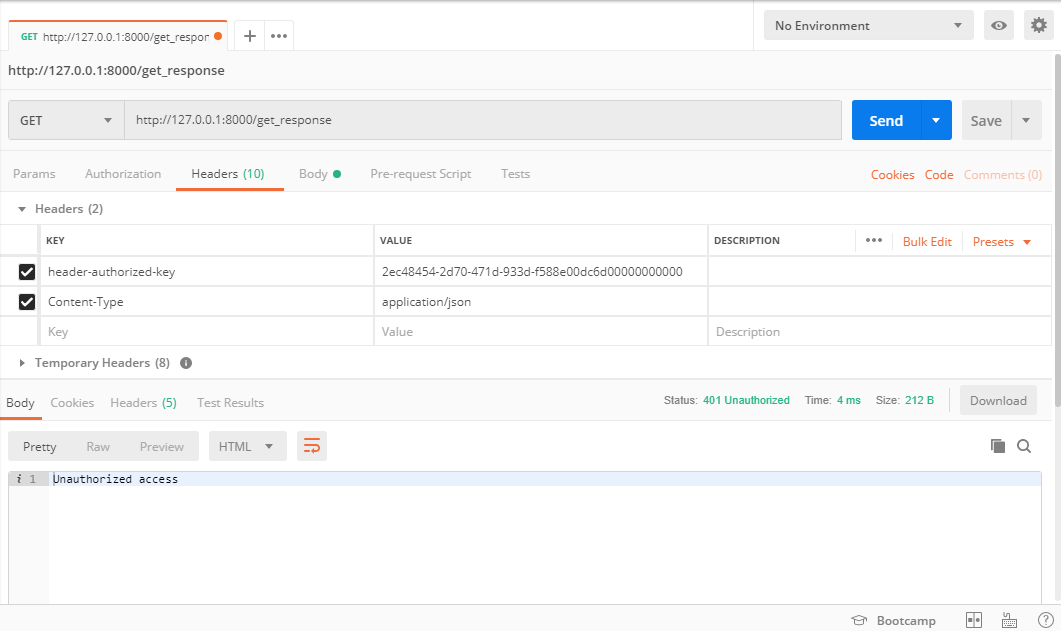 GET http://127.0.0.1:8000/get_respor
No Environment
http://127.0.0.1:8000/get_response
GET http://127.0.0.1:8000/get_response Send Save
Params Authorization Headers (10) Body Pre-request Script Tests Cookies Code Comments (0)
Headers (2)
KEY VALUE DESCRIPTION Bulk Edit Presets
header-authorized-key 2ec48454-2d70-471d-933d-f588e00dc6d00000000000
Content-Type application/json
Key Value Description
Temporary Headers (8)
Body Cookies Headers (5) Test Results Status: 401 Unauthorized Time: 4 ms Size: 212 B Download
Pretty Raw Preview HTML
i 1 Unauthorized access
Bootcamp